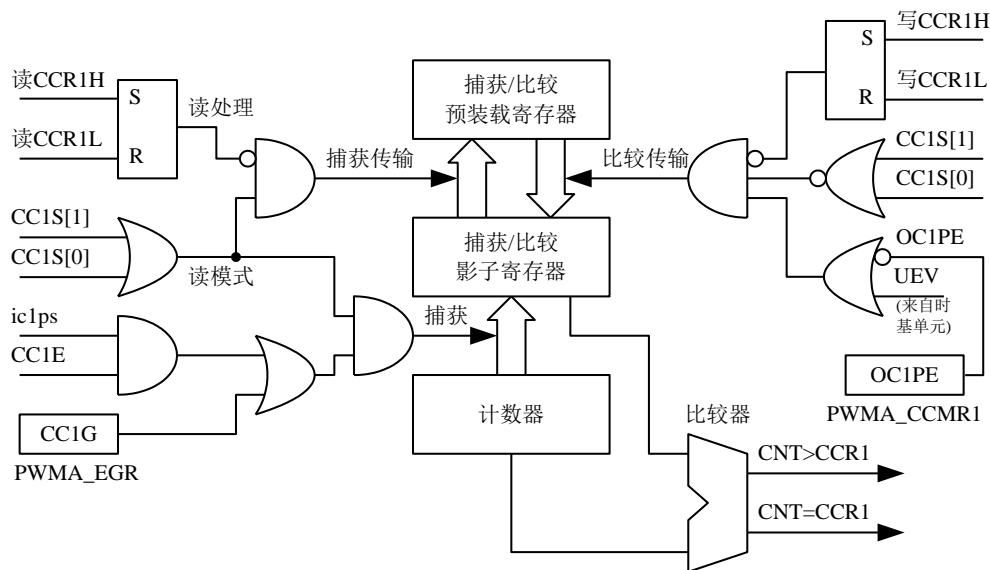 读CCR1H
S
读CCR1L
R
读处理
捕获/比较
预装载寄存器
写CCR1H
S
写CCR1L
R
捕获传输
比较传输
CC1S[1]
CC1S[0]
CC1S[1]
CC1S[0]
读模式
捕获/比较
影子寄存器
OC1PE
UEV
(来自时
基单元)
ic1ps
CC1E
捕获
OC1PE
PWMA_CCMR1
CC1G
PWMA_EGR
计数器
比较器
CNT>CCR1
CNT=CCR1